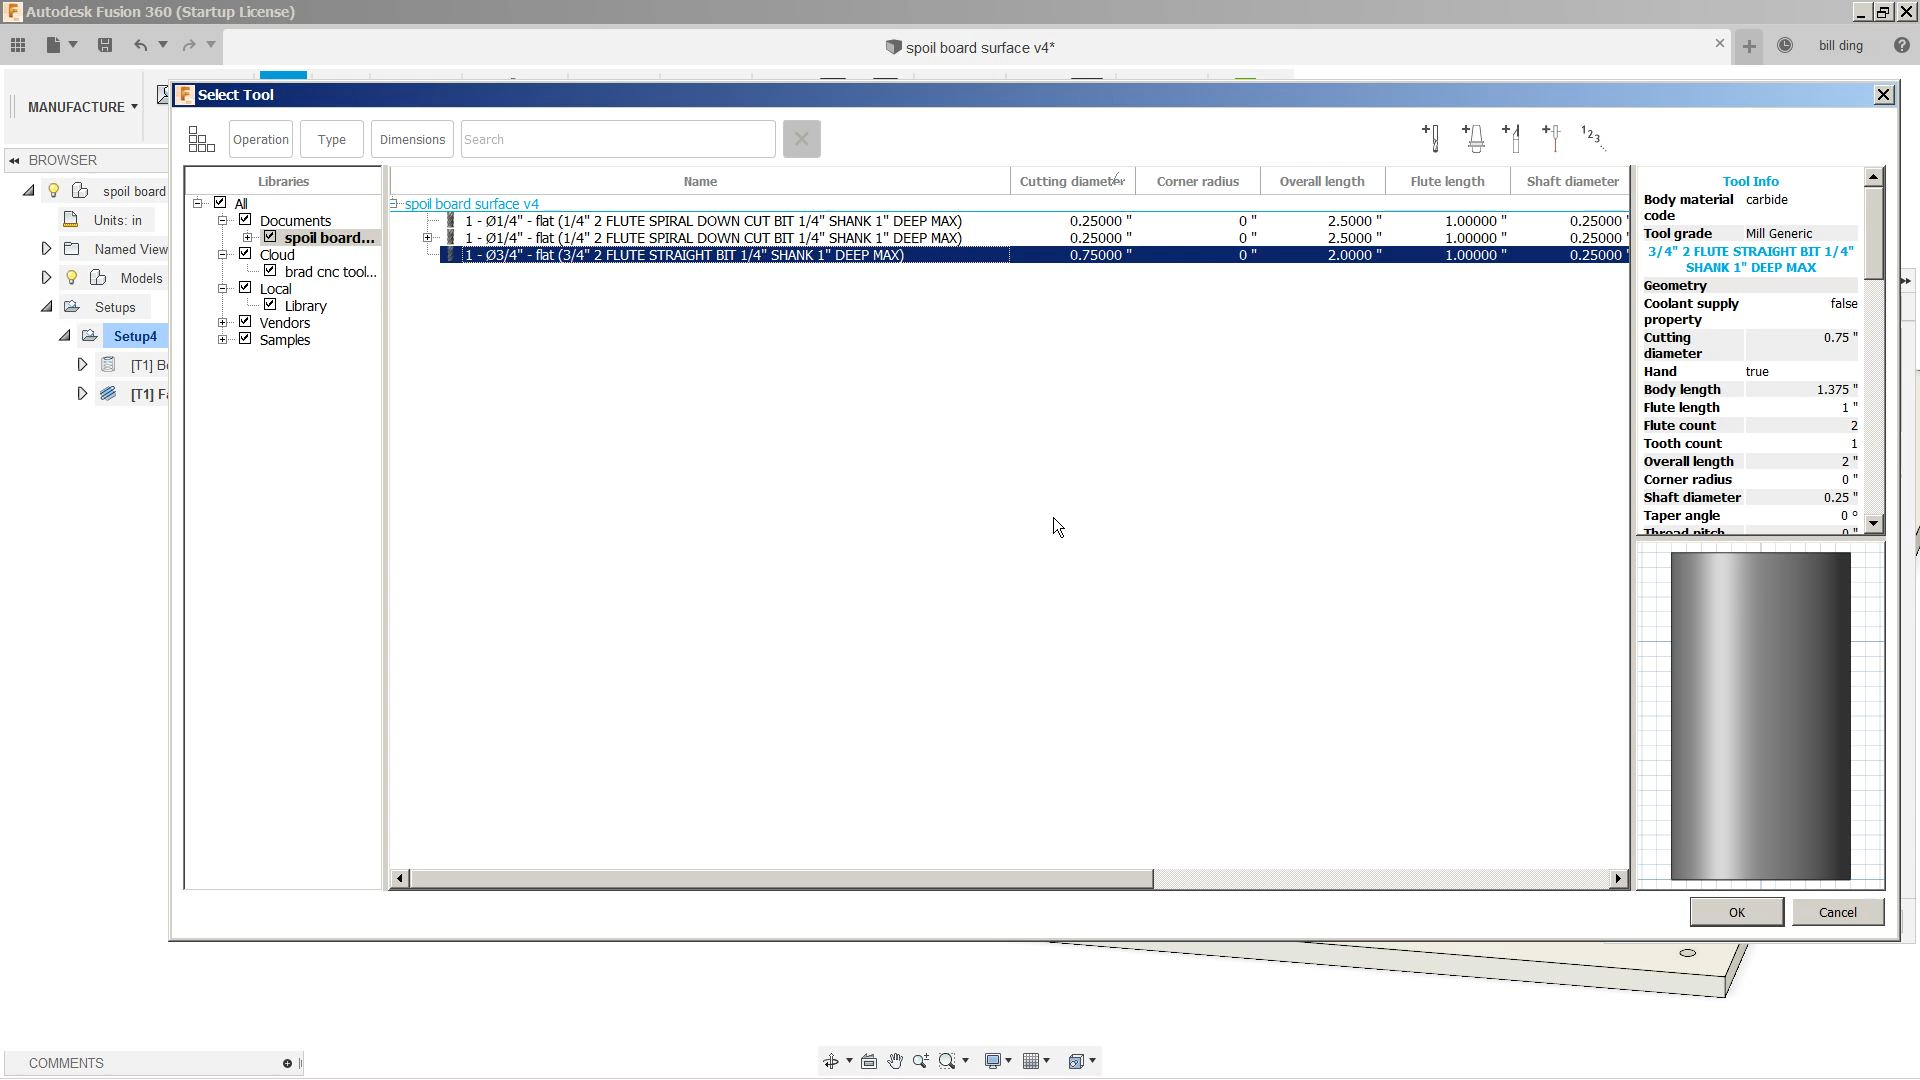 Autodesk Fusion 360 (Startup License)
spoil board surface v4*
bill ding
MANUFACTURE
Select Tool
Operation
Type
Dimensions
Search
BROWSER
spoil board
Units: in
Named View
Models
Setups
Setup4
[T1] Bo
[T1] Fa
Libraries
All
Documents
spoil board...
Cloud
brad cnc tool...
Local
Library
Vendors
Samples
Name Cutting diameter Corner radius Overall length Flute length Shaft diameter
spoil board surface v4
1 - Ø1/4" - flat (1/4" 2 FLUTE SPIRAL DOWN CUT BIT 1/4" SHANK 1" DEEP MAX) 0.25000 " 0 " 2.5000 " 1.00000 " 0.25000 "
1 - Ø1/4" - flat (1/4" 2 FLUTE SPIRAL DOWN CUT BIT 1/4" SHANK 1" DEEP MAX) 0.25000 " 0 " 2.5000 " 1.00000 " 0.25000 "
1 - Ø3/4" - flat (3/4" 2 FLUTE STRAIGHT BIT 1/4" SHANK 1" DEEP MAX) 0.75000 " 0 " 2.0000 " 1.00000 " 0.25000 "
Tool Info
Body material carbide
code
Tool grade Mill Generic
3/4" 2 FLUTE STRAIGHT BIT 1/4"
SHANK 1" DEEP MAX
Geometry
Coolant supply false
property
Cutting 0.75 "
diameter
Hand true
Body length 1.375 "
Flute length 1 "
Flute count 2
Tooth count 1
Overall length 2 "
Corner radius 0 "
Shaft diameter 0.25 "
Taper angle 0 °
Thread pitch 0 "
OK
Cancel
COMMENTS